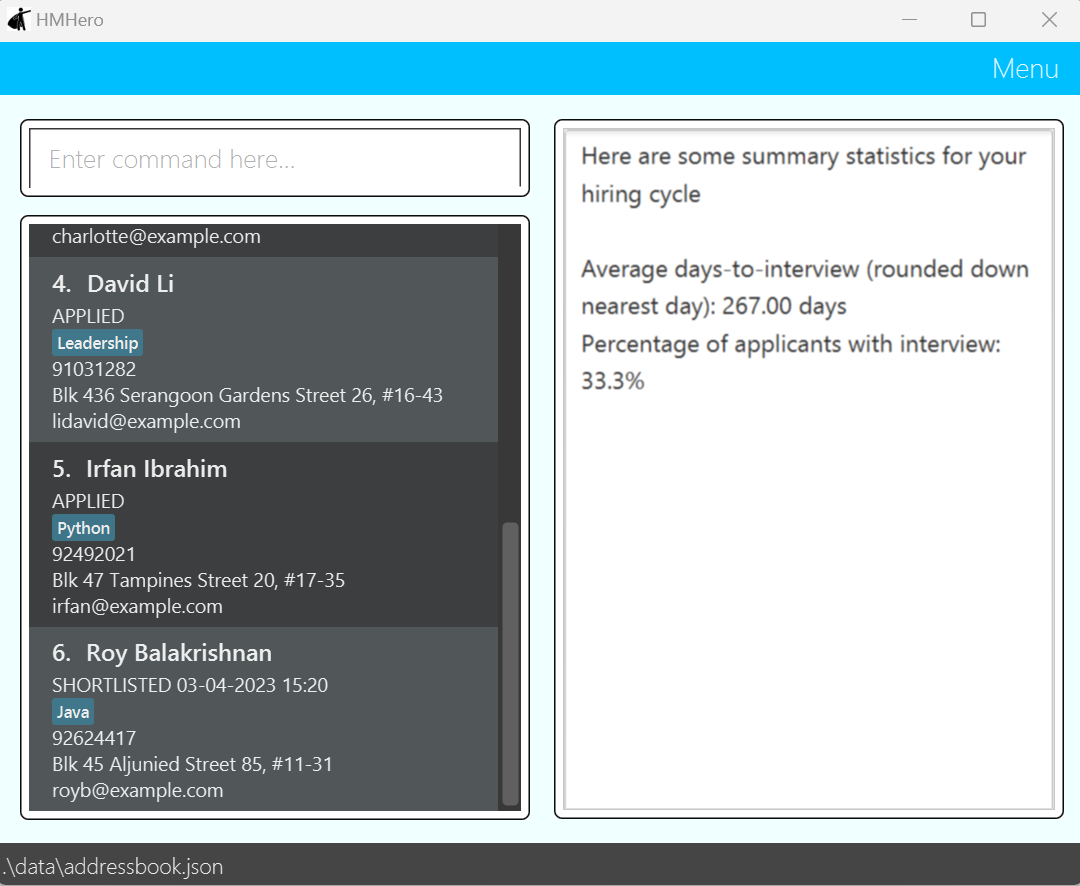 HMHero
Menu
Enter command here...
charlotte@example.com
4. David Li
APPLIED
Leadership
91031282
Blk 436 Serangoon Gardens Street 26, #16-43
lidavid@example.com
5. Irfan Ibrahim
APPLIED
Python
92492021
Blk 47 Tampines Street 20, #17-35
irfan@example.com
6. Roy Balakrishnan
SHORTLISTED 03-04-2023 15:20
Java
92624417
Blk 45 Aljunied Street 85, #11-31
royb@example.com
Here are some summary statistics for your
hiring cycle
Average days-to-interview (rounded down
nearest day): 267.00 days
Percentage of applicants with interview:
33.3%
.\data\addressbook.json